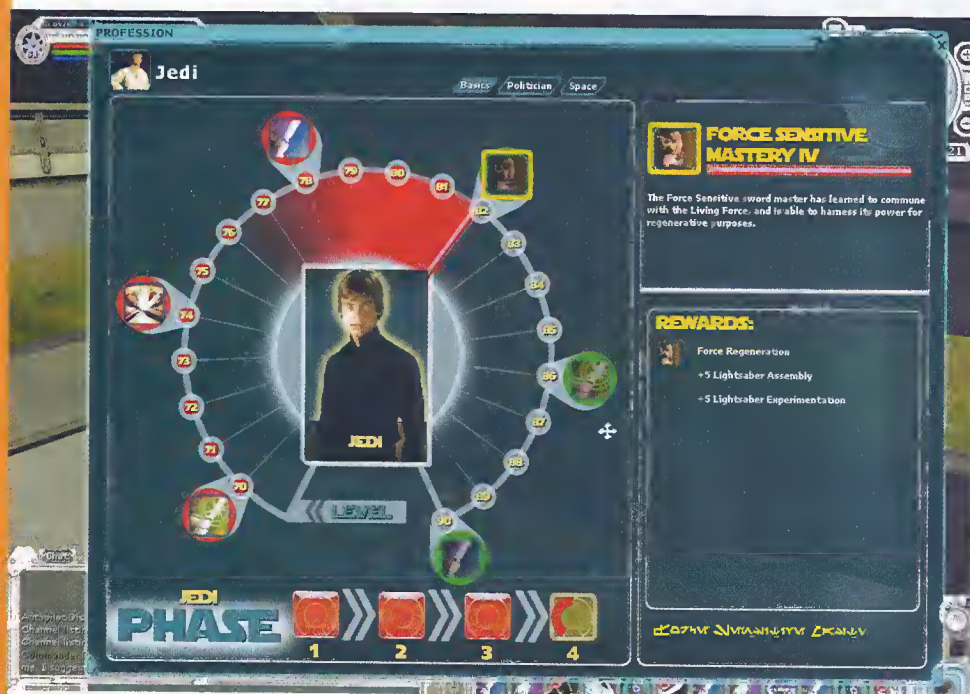 PROFESSION
Jedi
Basics Politician Space
78 79 80 81 82
77 83
76 84
75 85
74 86
73 87
72 88
71 89
70 90
JEDI
LEVEL
JEDI
PHASE
1 2 3 4
FORCE SENSITIVE
MASTERY IV
The Force Sensitive sword master has learned to commune
with the Living Force, and is able to harness its power for
regenerative purposes.
REWARDS:
Force Regeneration
+5 Lightsaber Assembly
+5 Lightsaber Experimentation